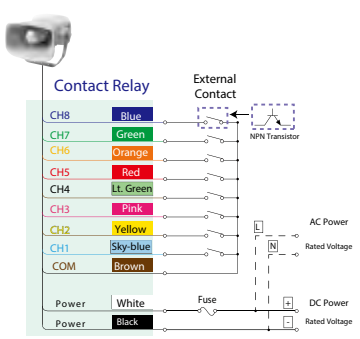 Contact Relay
External
Contact
CH8 Blue
NPN Transistor
CH7 Green
CH6 Orange
CH5 Red
CH4 Lt. Green
CH3 Pink
CH2 Yellow
CH1 Sky-blue
COM Brown
L
AC Power
N
Rated Voltage
Power White
Fuse
+
DC Power
Power Black
-
Rated Voltage